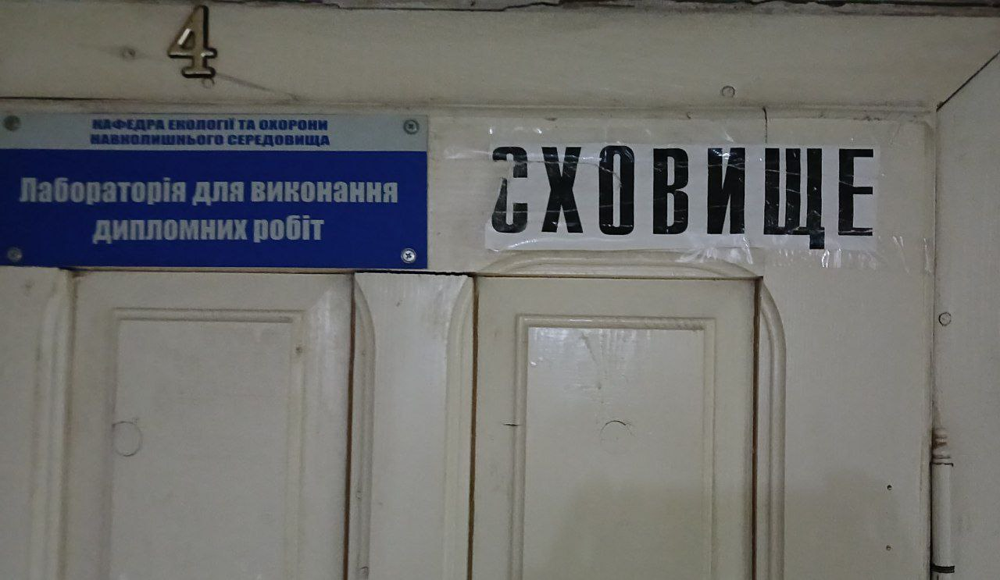 4
КАФЕДРА ЕКОЛОГІЇ ТА ОХОРОНИ
НАВКОЛИШНЬОГО СЕРЕДОВИЩА
Лабораторія для виконання
дипломних робіт
СХОВИЩЕ